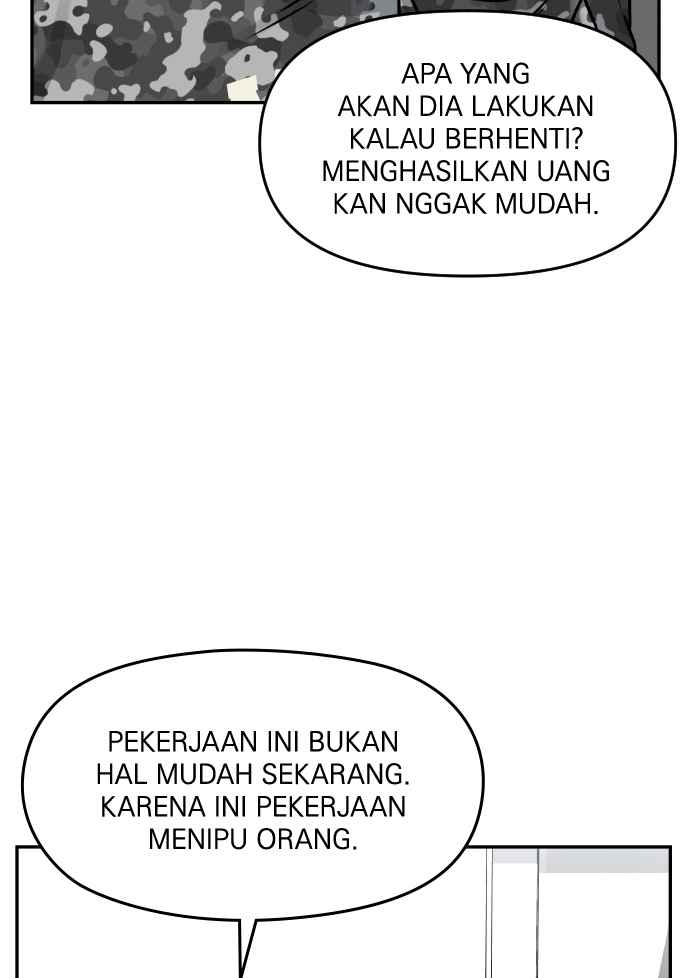 APA YANG
AKAN DIA LAKUKAN
KALAU BERHENTI?
MENGHASILKAN UANG
KAN NGGAK MUDAH.
PEKERJAAN INI BUKAN
HAL MUDAH SEKARANG.
KARENA INI PEKERJAAN
MENIPU ORANG.